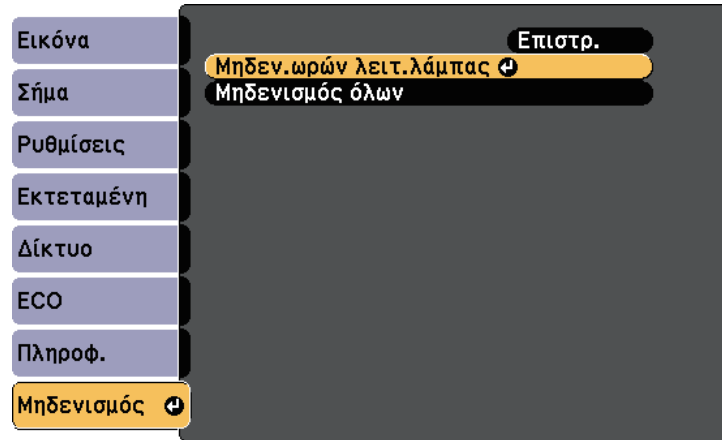 Εικόνα
Σήμα
Ρυθμίσεις
Εκτεταμένη
Δίκτυο
ECO
Πληροφ.
Μηδενισμός
Επιστρ.
Μηδεν.ωρών λειτ.λάμπας
Μηδενισμός όλων